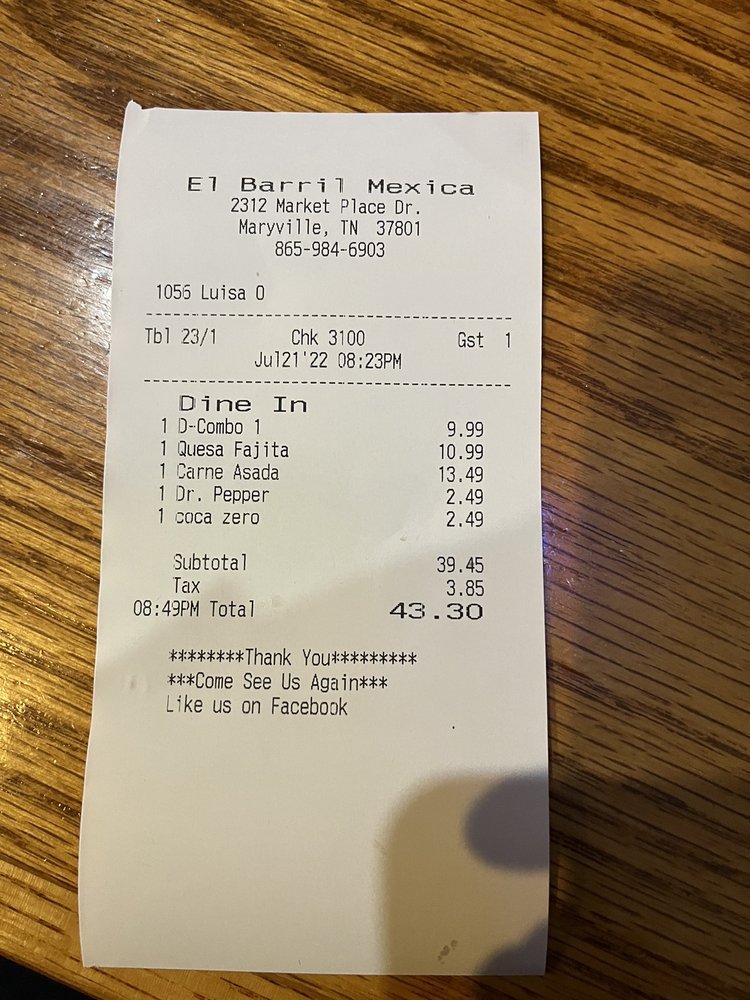 El Barril Mexica
2312 Market Place Dr.
Maryville, TN 37801
865-984-6903
1056 Luisa O
Tbl 23/1 Chk 3100 Gst 1
Jul21'22 08:23PM
Dine In
1 D-Combo 1 9.99
1 Quesa Fajita 10.99
1 Carne Asada 13.49
1 Dr. Pepper 2.49
1 coca zero 2.49
Subtotal 39.45
Tax 3.85
08:49PM Total 43.30
********Thank You*********
***Come See Us Again***
Like us on Facebook